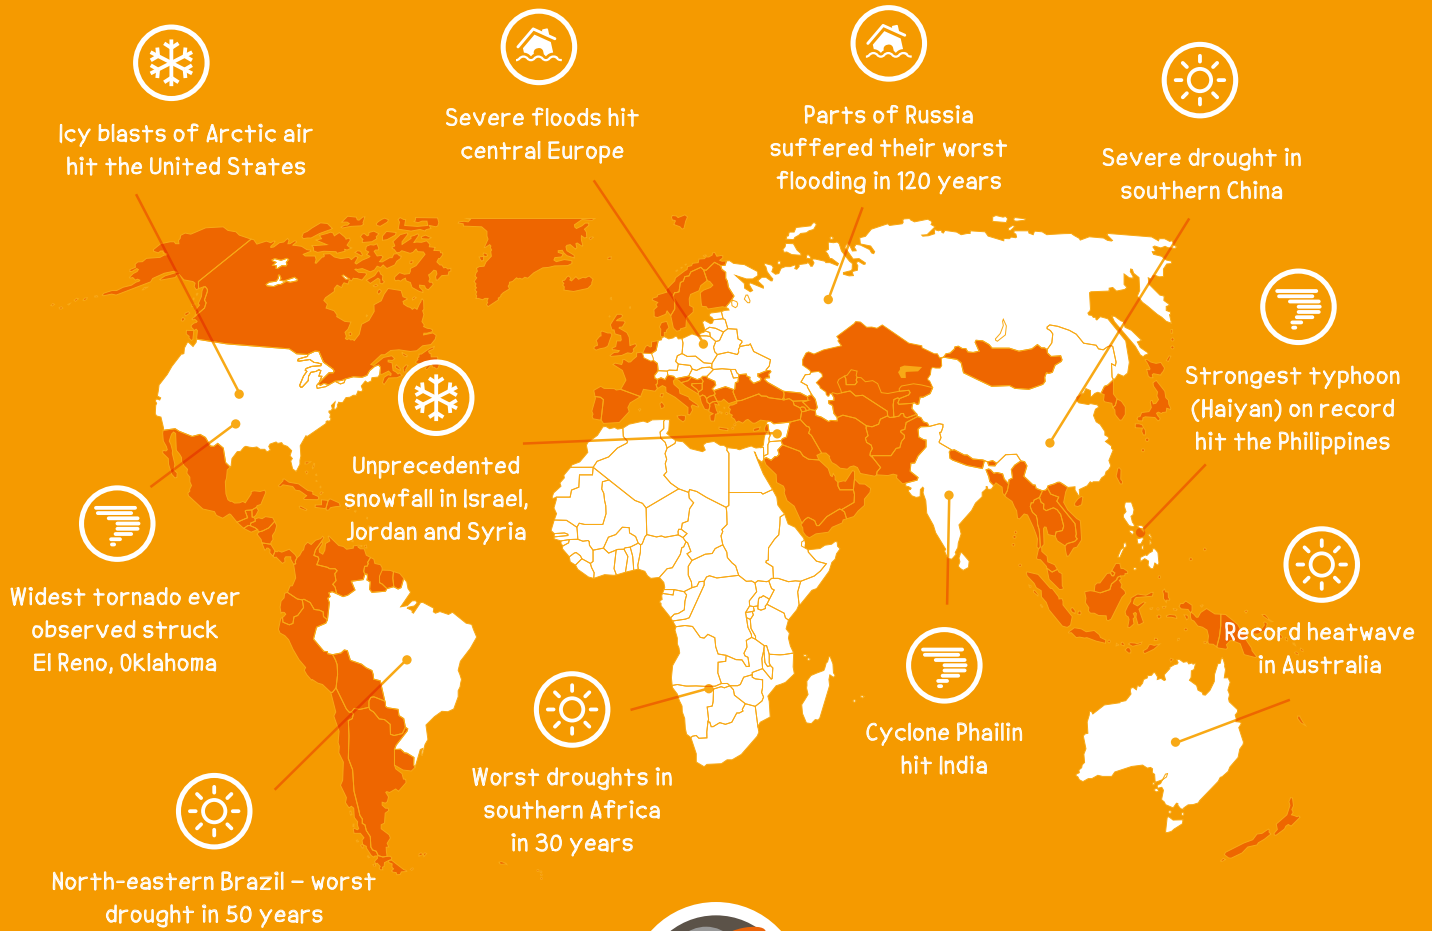 Icy blasts of Arctic air
hit the United States
Severe floods hit
central Europe
Parts of Russia
suffered their worst
flooding in 120 years
Severe drought in
southern China
Strongest typhoon
(Haiyan) on record
hit the Philippines
Unprecedented
snowfall in Israel,
Jordan and Syria
Widest tornado ever
observed struck
El Reno, Oklahoma
Record heatwave
in Australia
Cyclone Phailin
hit India
Worst droughts in
southern Africa
in 30 years
North-eastern Brazil – worst
drought in 50 years